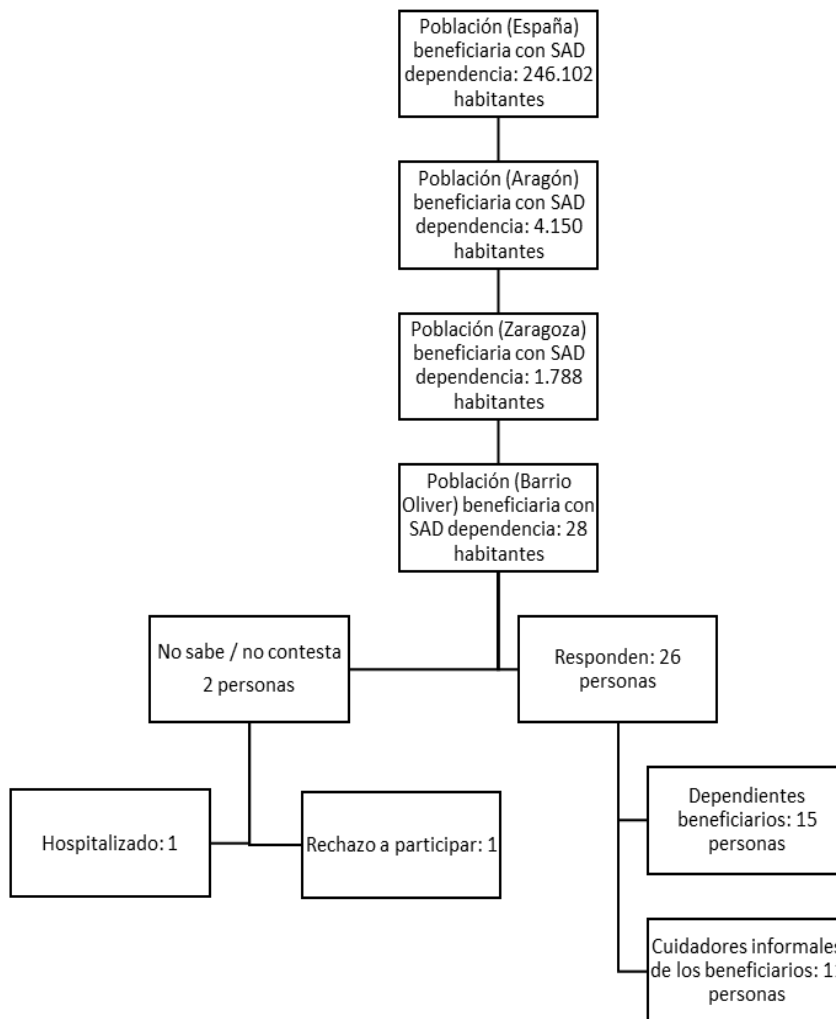 Población (España)
beneficiaria con SAD
dependencia: 246.102
habitantes
Población (Aragón)
beneficiaria con SAD
dependencia: 4.150
habitantes
Población (Zaragoza)
beneficiaria con SAD
dependencia: 1.788
habitantes
Población (Barrio
Oliver) beneficiaria con
SAD dependencia: 28
habitantes
No sabe / no contesta
2 personas
Responden: 26
personas
Hospitalizado: 1
Rechazo a participar: 1
Dependientes
beneficiarios: 15
personas
Cuidadores informales
de los beneficiarios: 11
personas